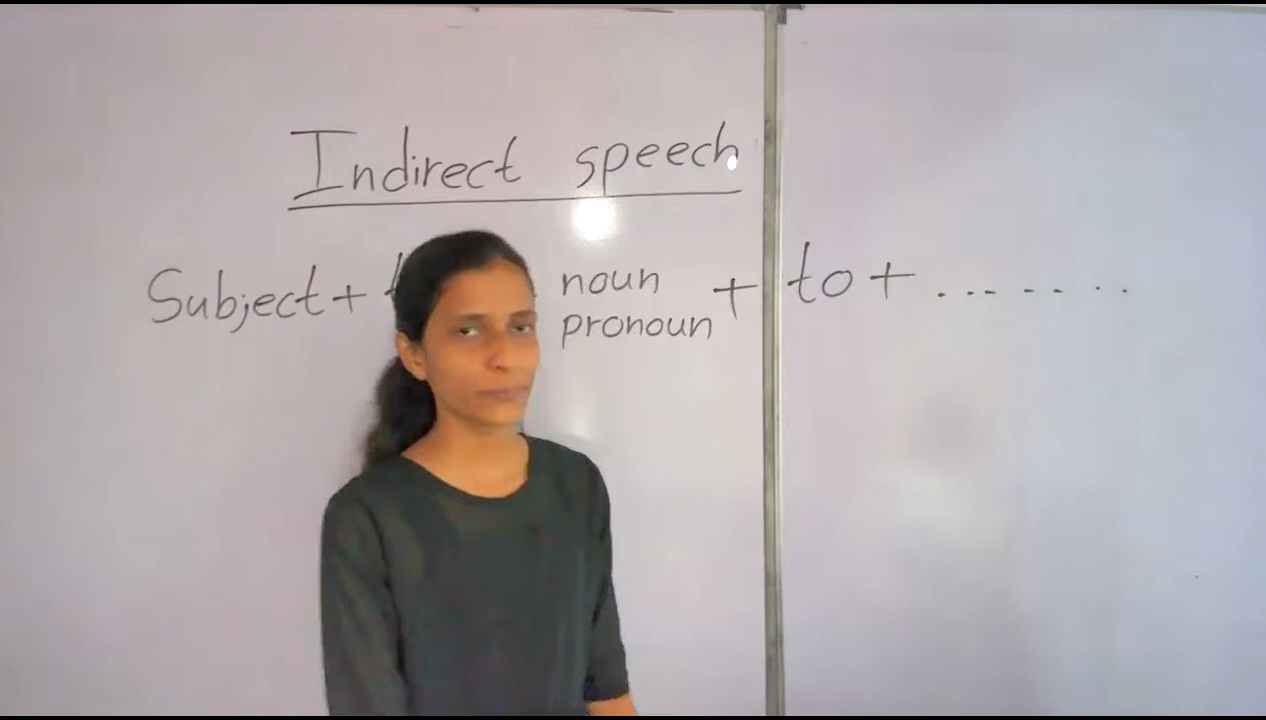 Indirect speech
Subject + noun + to + .........
pronoun